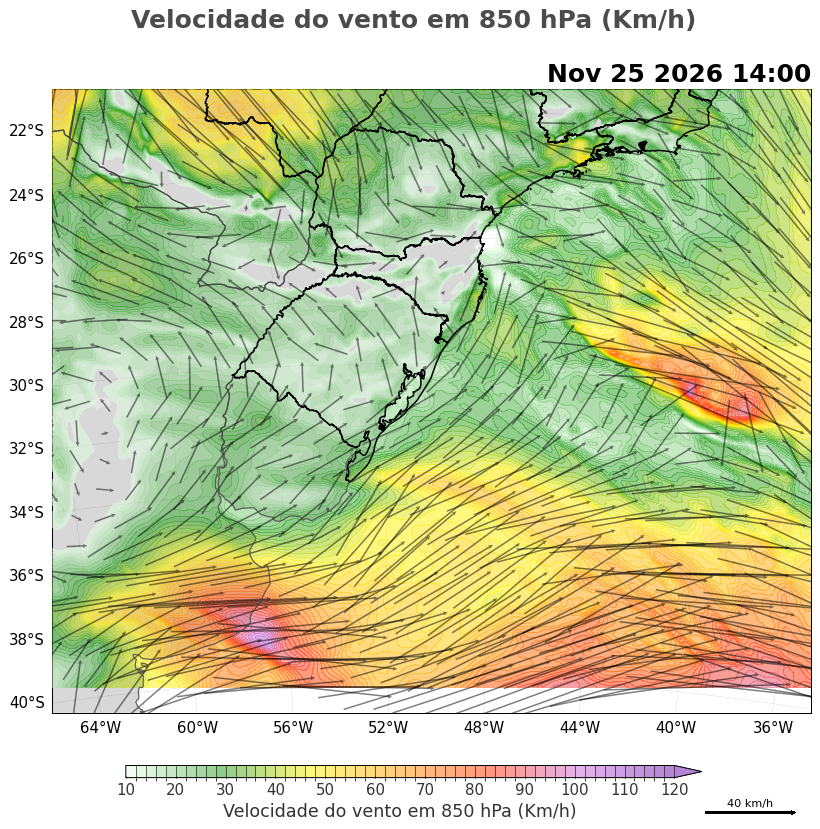 Velocidade do vento em 850 hPa (Km/h)
Nov 25 2026 14:00
22°S
24°S
26°S
28°S
30°S
32°S
34°S
36°S
38°S
40°S
64°W 60°W 56°W 52°W 48°W 44°W 40°W 36°W
10 20 30 40 50 60 70 80 90 100 110 120
Velocidade do vento em 850 hPa (Km/h)
40 km/h